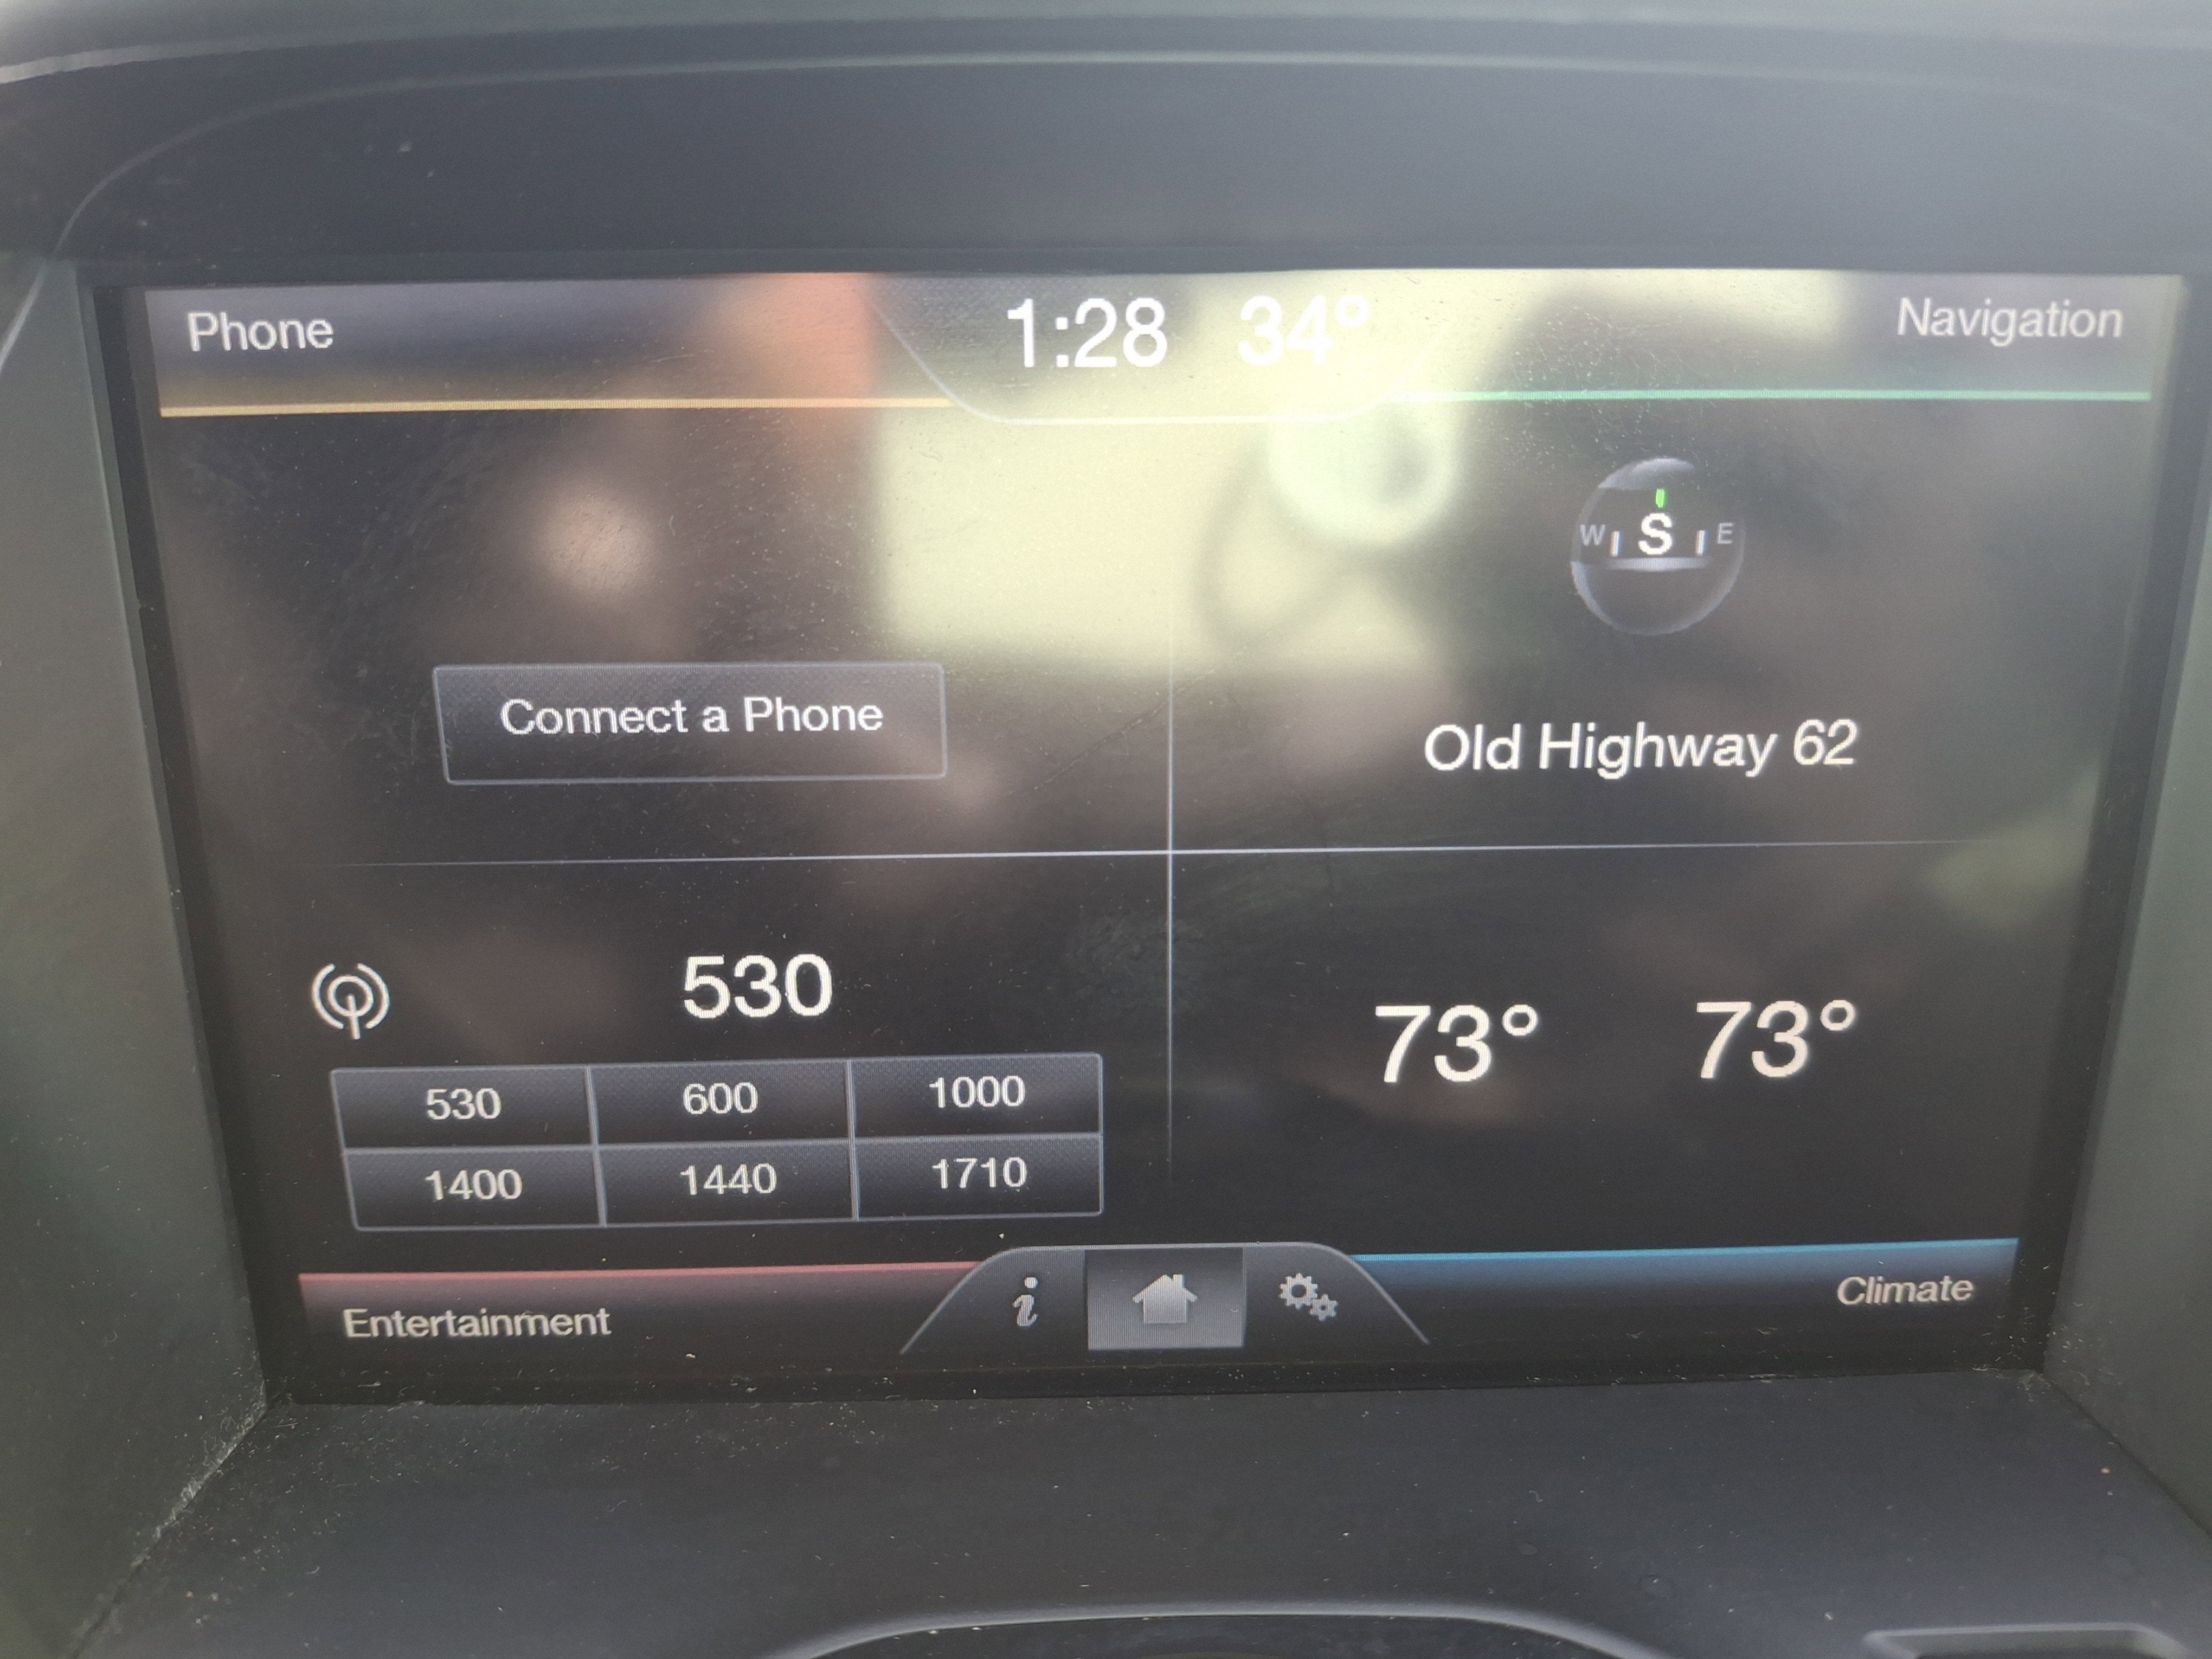 Phone
1:28 34°
Navigation
W S E
Connect a Phone
Old Highway 62
530
530 600 1000
1400 1440 1710
73° 73°
Entertainment
i
Climate